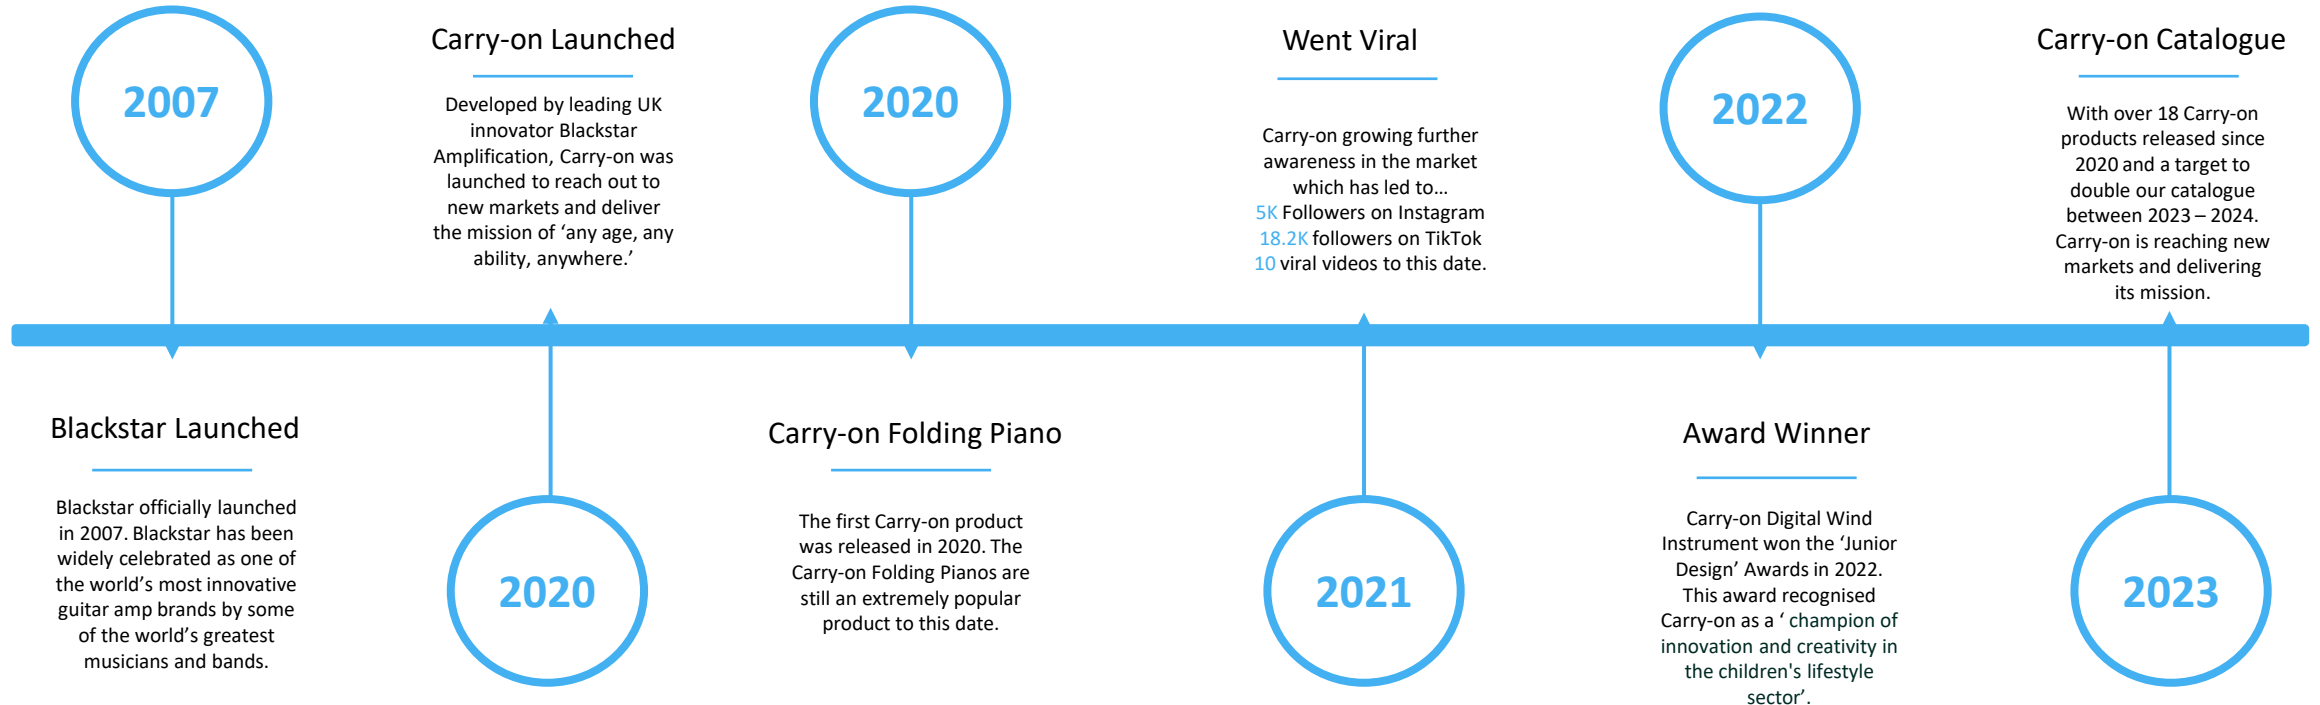 2007
Blackstar Launched
Blackstar officially launched
in 2007. Blackstar has been
widely celebrated as one of
the world’s most innovative
guitar amp brands by some
of the world’s greatest
musicians and bands.
Carry-on Launched
Developed by leading UK
innovator Blackstar
Amplification, Carry-on was
launched to reach out to
new markets and deliver
the mission of ‘any age, any
ability, anywhere.’
2020
2020
Carry-on Folding Piano
The first Carry-on product
was released in 2020. The
Carry-on Folding Pianos are
still an extremely popular
product to this date.
Went Viral
Carry-on growing further
awareness in the market
which has led to...
5K Followers on Instagram
18.2K followers on TikTok
10 viral videos to this date.
2021
2022
Award Winner
Carry-on Digital Wind
Instrument won the ‘Junior
Design’ Awards in 2022.
This award recognised
Carry-on as a ‘ champion of
innovation and creativity in
the children's lifestyle
sector’.
Carry-on Catalogue
With over 18 Carry-on
products released since
2020 and a target to
double our catalogue
between 2023 – 2024.
Carry-on is reaching new
markets and delivering
its mission.
2023